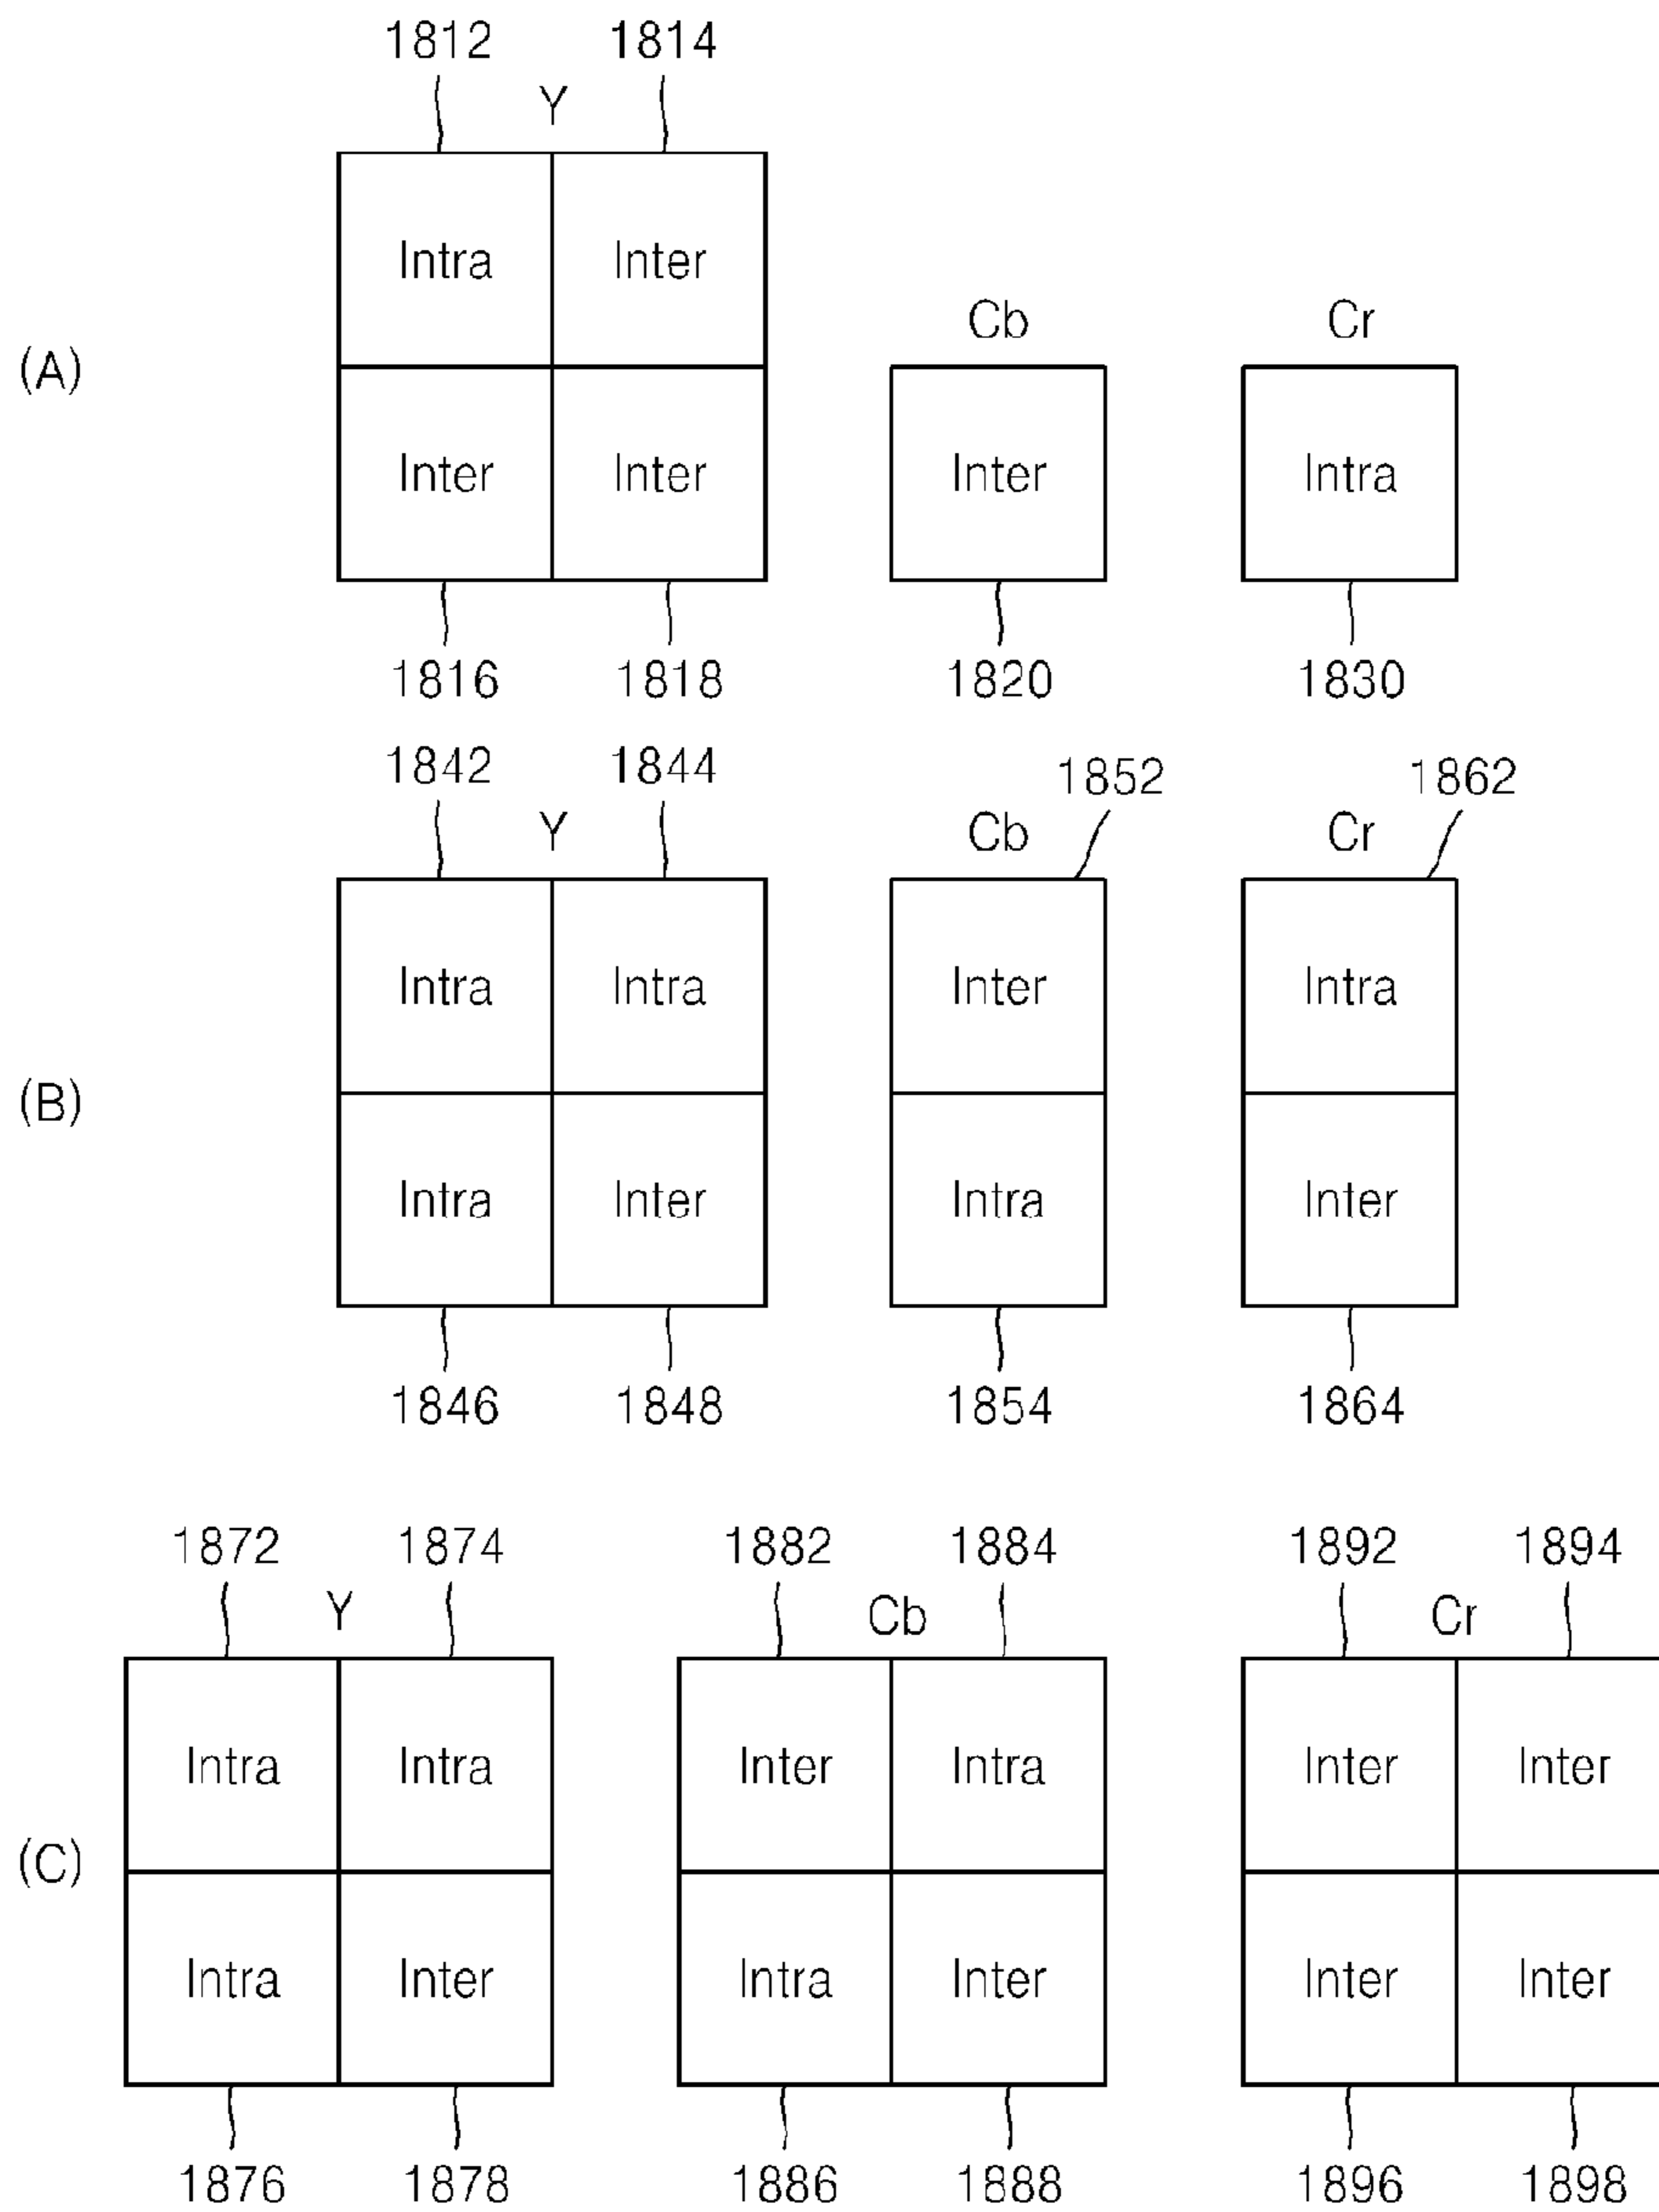 1812 1814
Y
Intra Inter
Cb Cr
(A)
Inter Inter Inter Intra
1816 1818 1820 1830
1842 1844 1852 1862
Y Cb Cr
Intra Intra Inter Intra
(B)
Intra Inter Intra Inter
1846 1848 1854 1864
1872 1874 1882 1884 1892 1894
Y Cb Cr
Intra Intra Inter Intra Inter Inter
(C)
Intra Inter Intra Inter Inter Inter
1876 1878 1886 1888 1896 1898